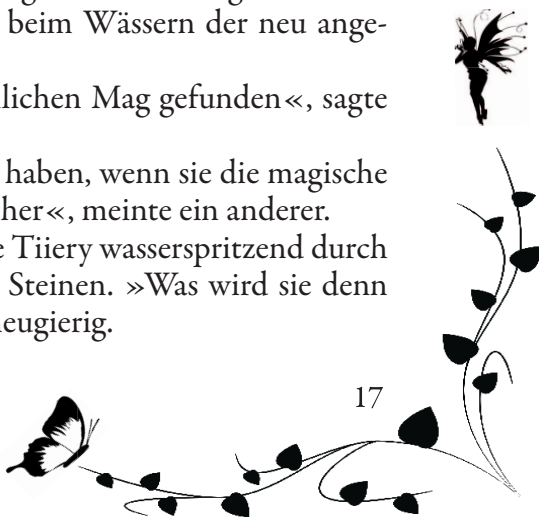 beim Wässern der neu ange-
lichen Mag gefunden«, sagte
haben, wenn sie die magische
her«, meinte ein anderer.
Tiiery wasserspritzend durch
Steinen. »Was wird sie denn
eugierig.
17